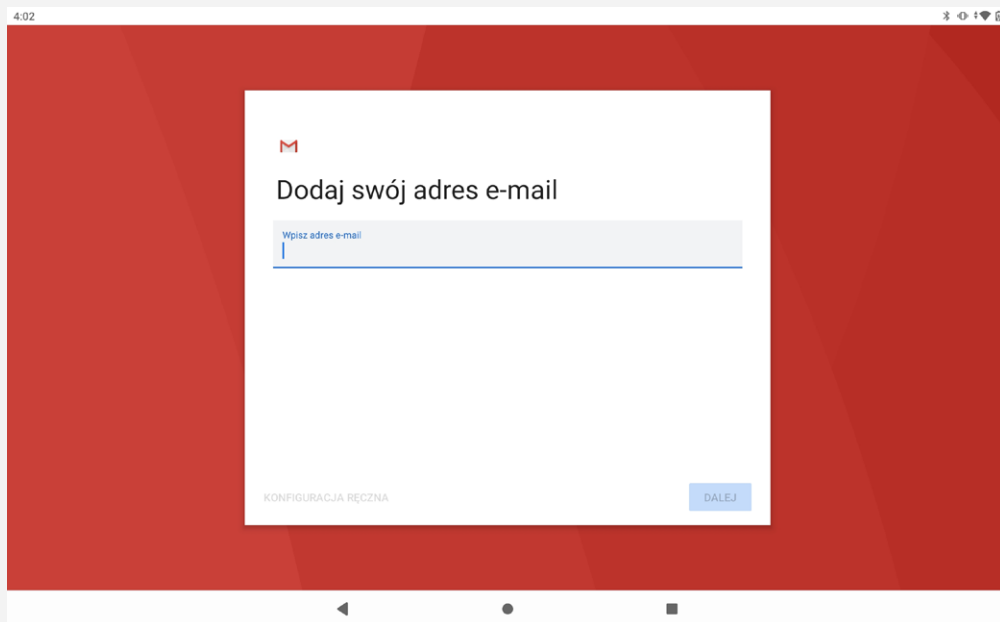 4:02
Dodaj swój adres e-mail
Wpisz adres e-mail
KONFIGURACJA RĘCZNA
DALEJ